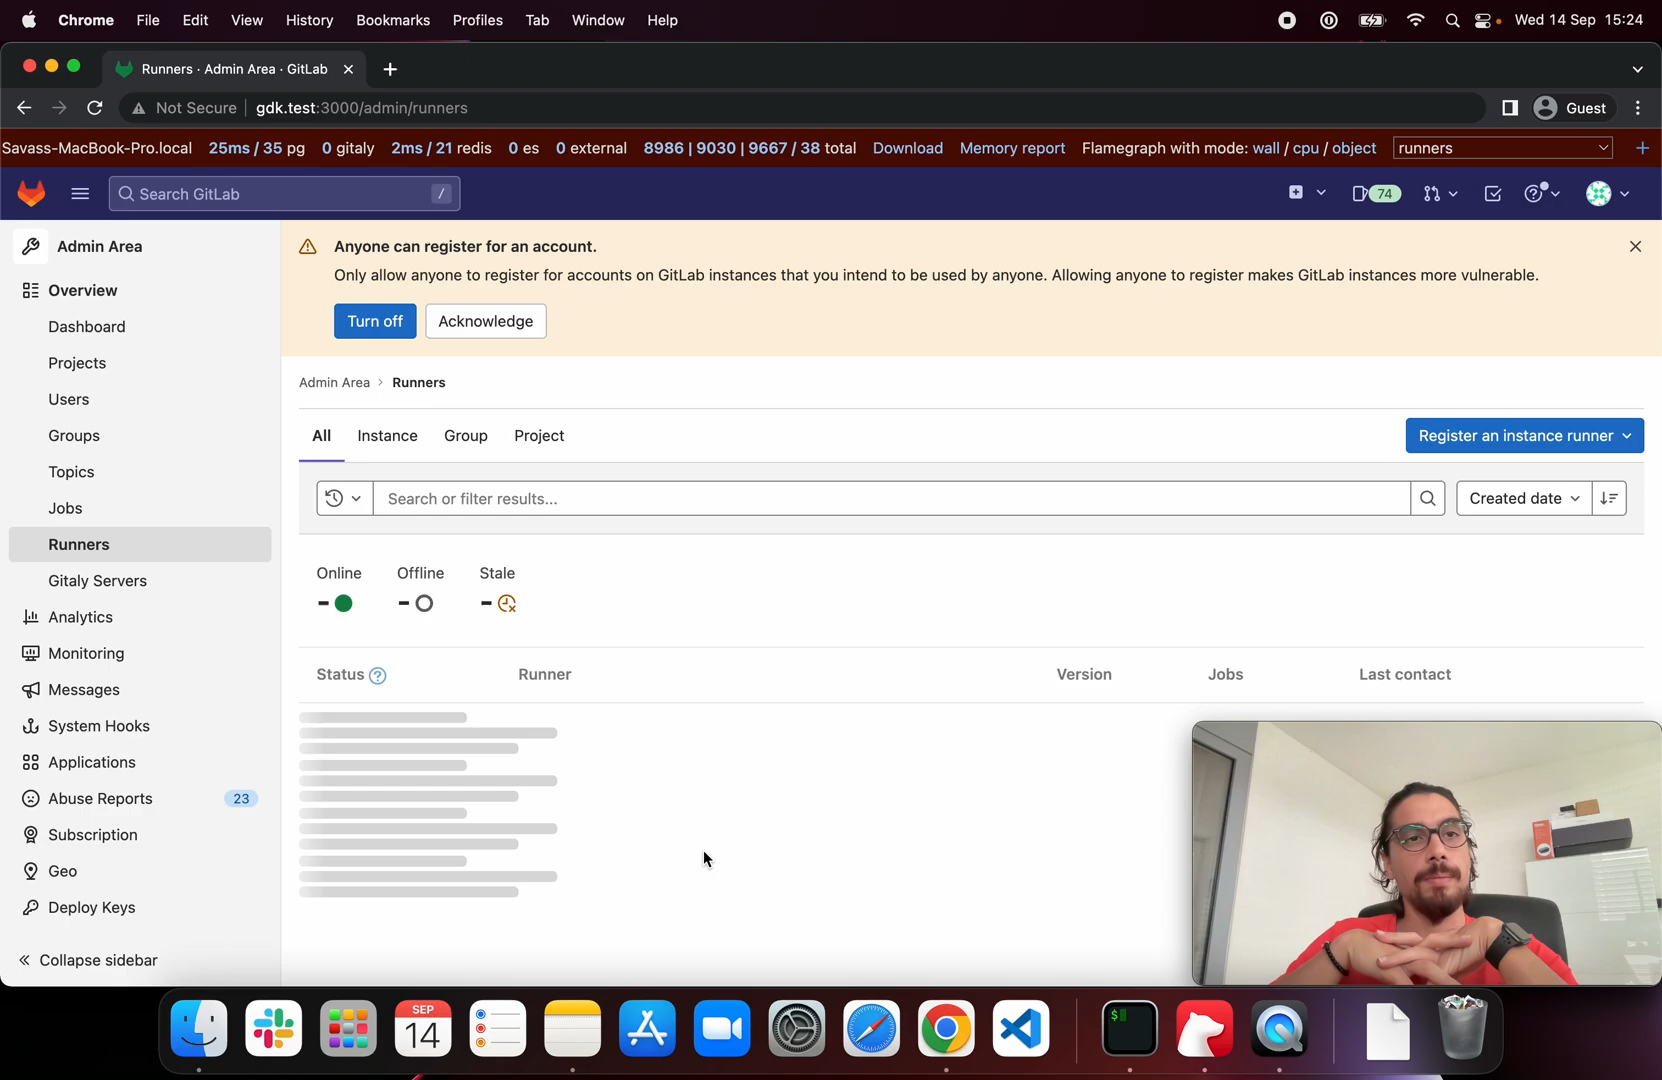 Chrome File Edit View History Bookmarks Profiles Tab Window Help Wed 14 Sep 15:24
Runners · Admin Area · GitLab
Not Secure gdk.test:3000/admin/runners Guest
Savass-MacBook-Pro.local 25ms / 35 pg 0 gitaly 2ms / 21 redis 0 es 0 external 8986 | 9030 | 9667 / 38 total Download Memory report Flamegraph with mode: wall / cpu / object runners
Search GitLab / 74
Admin Area
Overview
Dashboard
Projects
Users
Groups
Topics
Jobs
Runners
Gitaly Servers
Analytics
Monitoring
Messages
System Hooks
Applications
Abuse Reports 23
Subscription
Geo
Deploy Keys
Collapse sidebar
Anyone can register for an account.
Only allow anyone to register for accounts on GitLab instances that you intend to be used by anyone. Allowing anyone to register makes GitLab instances more vulnerable.
Turn off Acknowledge
Admin Area › Runners
All Instance Group Project Register an instance runner
Search or filter results... Created date
Online Offline Stale
- - -
Status ? Runner Version Jobs Last contact
SEP
14
$